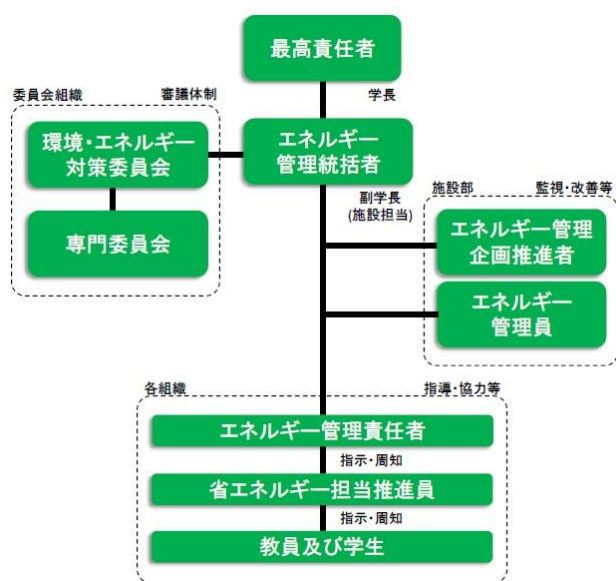 最高責任者
学長
委員会組織
審議体制
環境・エネルギー
対策委員会
専門委員会
エネルギー
管理統括者
副学長
(施設担当)
施設部
監視・改善等
エネルギー管理
企画推進者
エネルギー
管理員
各組織
指導・協力等
エネルギー管理責任者
指示・周知
省エネルギー担当推進員
指示・周知
教員及び学生